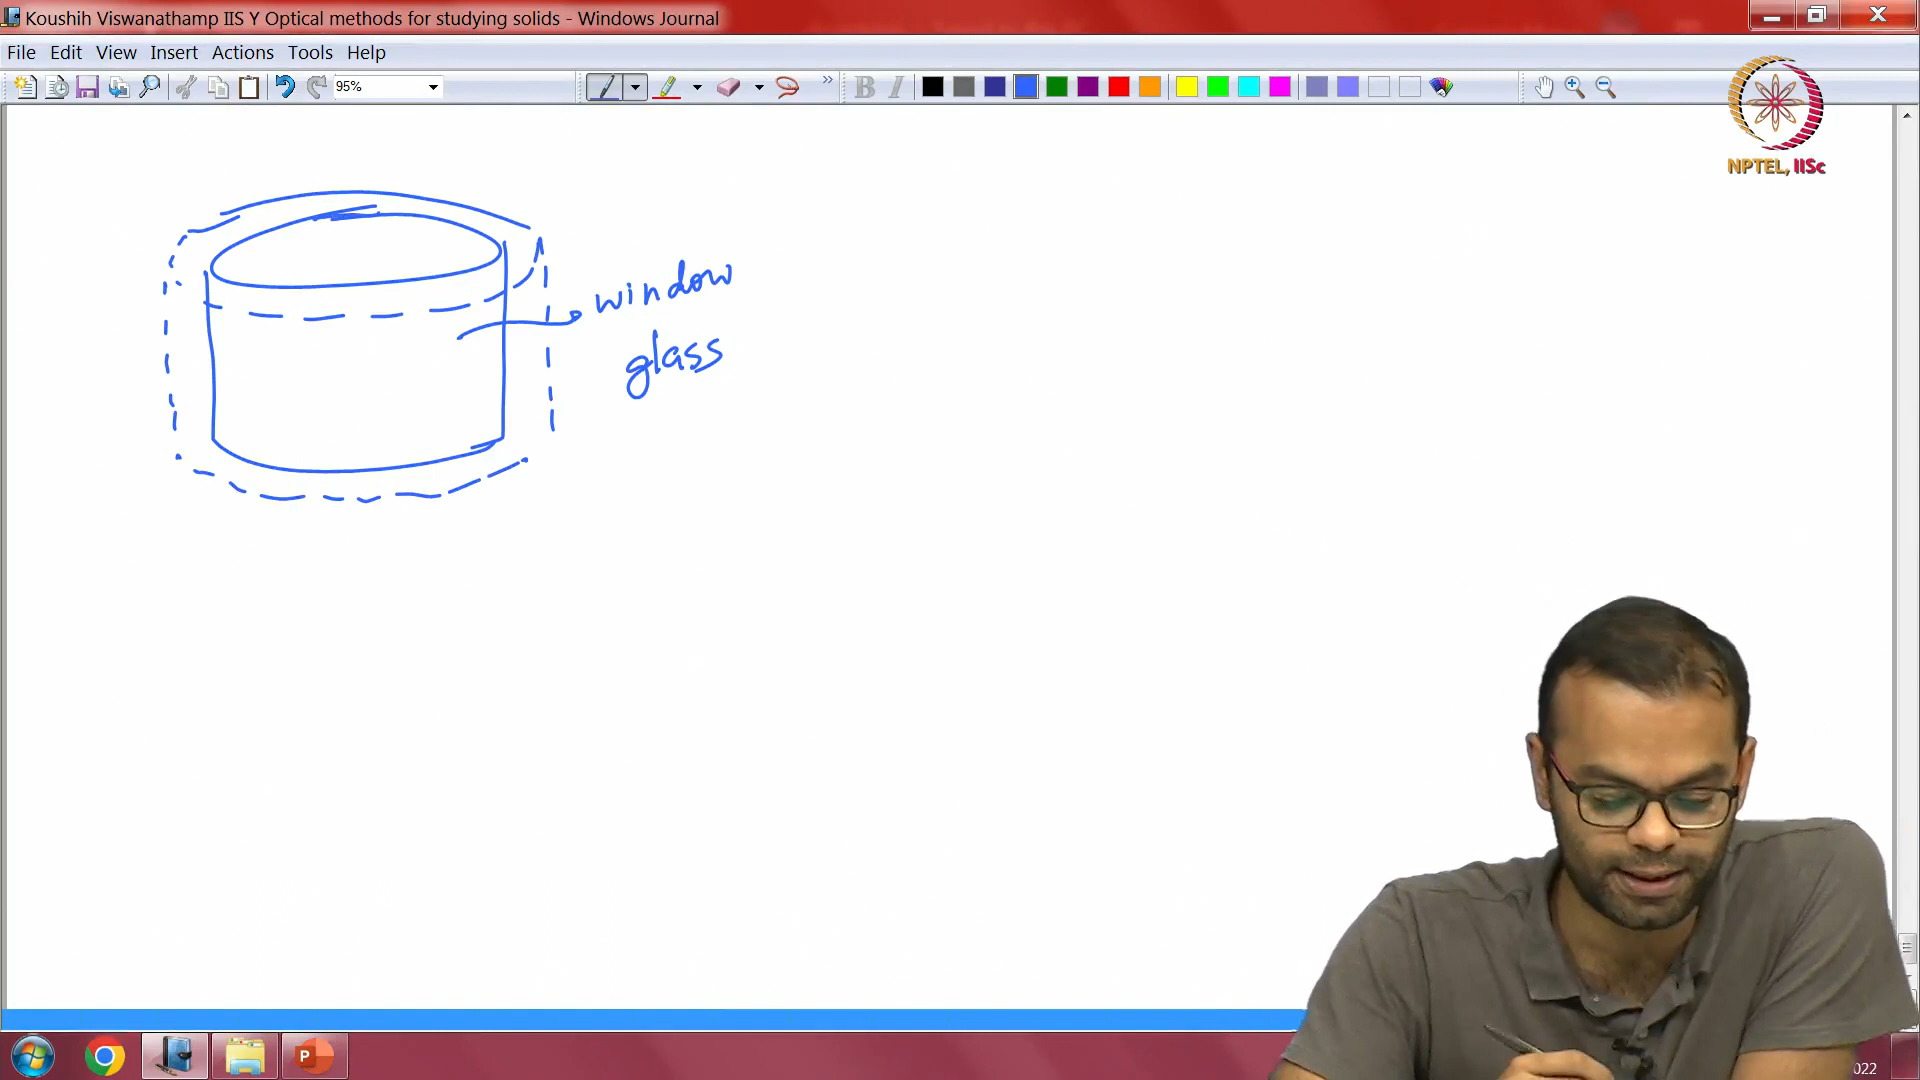 Koushih Viswanathamp IIS Y Optical methods for studying solids - Windows Journal
File Edit View Insert Actions Tools Help
95%
B I
NPTEL, IISc
window
glass
P
2022